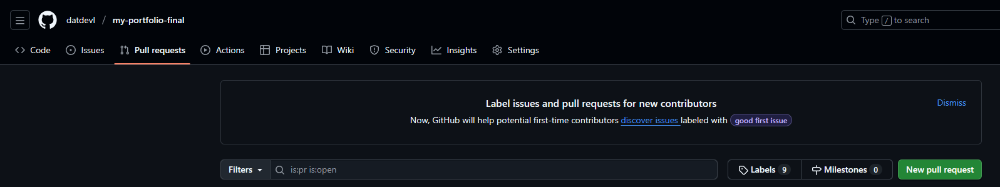 datdevl / my-portfolio-final
Type / to search
Code Issues Pull requests Actions Projects Wiki Security Insights Settings
Label issues and pull requests for new contributors
Dismiss
Now, GitHub will help potential first-time contributors discover issues labeled with good first issue
Filters is:pr is:open Labels 9 Milestones 0 New pull request